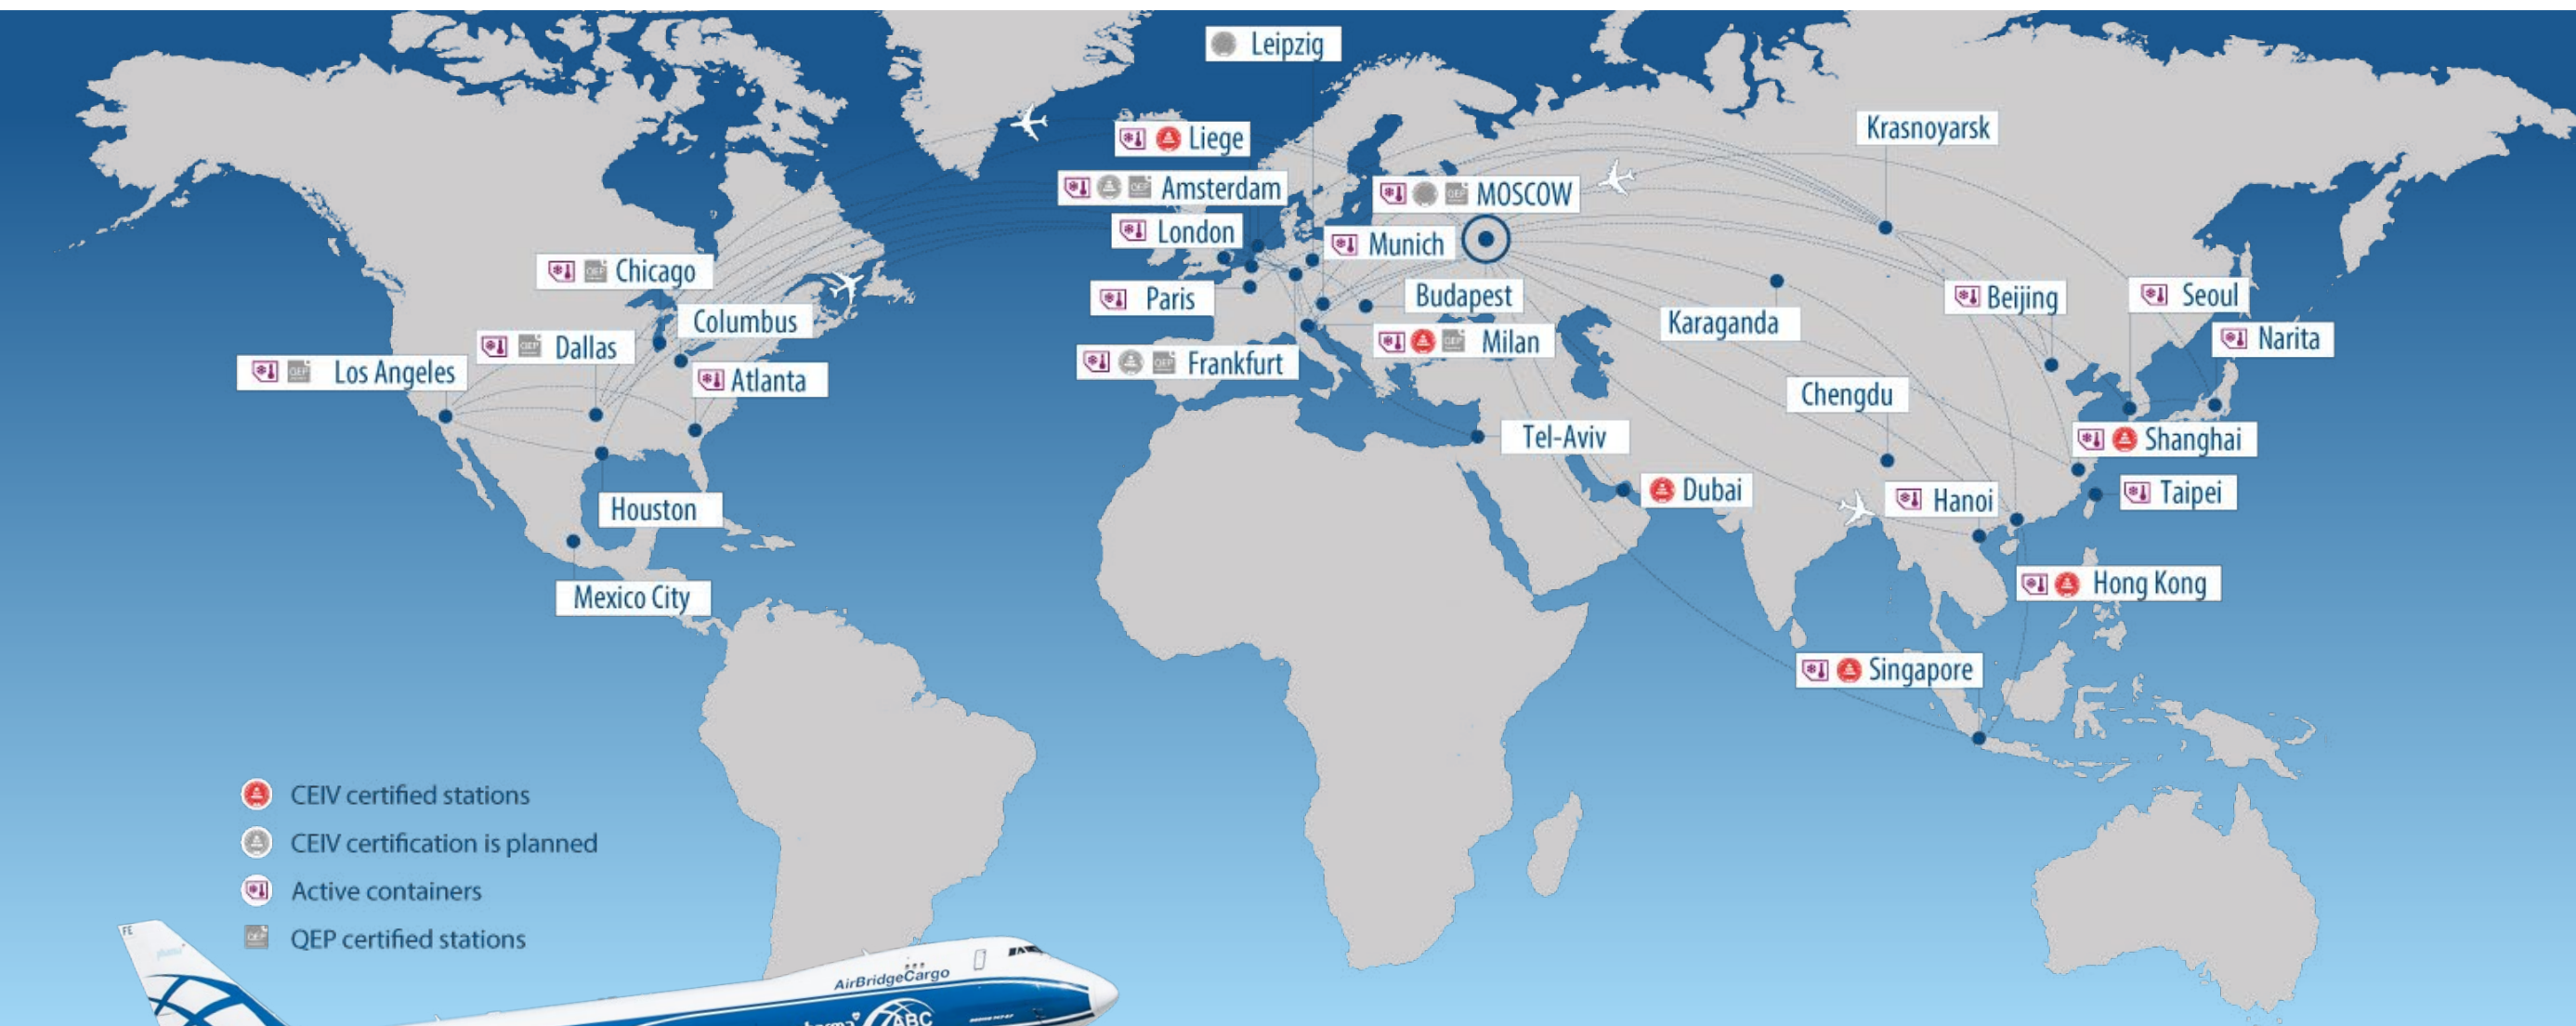 Leipzig
Krasnoyarsk
Liege
Amsterdam
MOSCOW
London
Munich
Chicago
Paris
Budapest
Beijing
Seoul
Columbus
Karaganda
Narita
Dallas
Milan
Los Angeles
Frankfurt
Atlanta
Chengdu
Tel-Aviv
Shanghai
Dubai
Hanoi
Taipei
Houston
Hong Kong
Mexico City
Singapore
CEIV certified stations
CEIV certification is planned
Active containers
QEP certified stations
FE
AirBridgeCargo
ABC